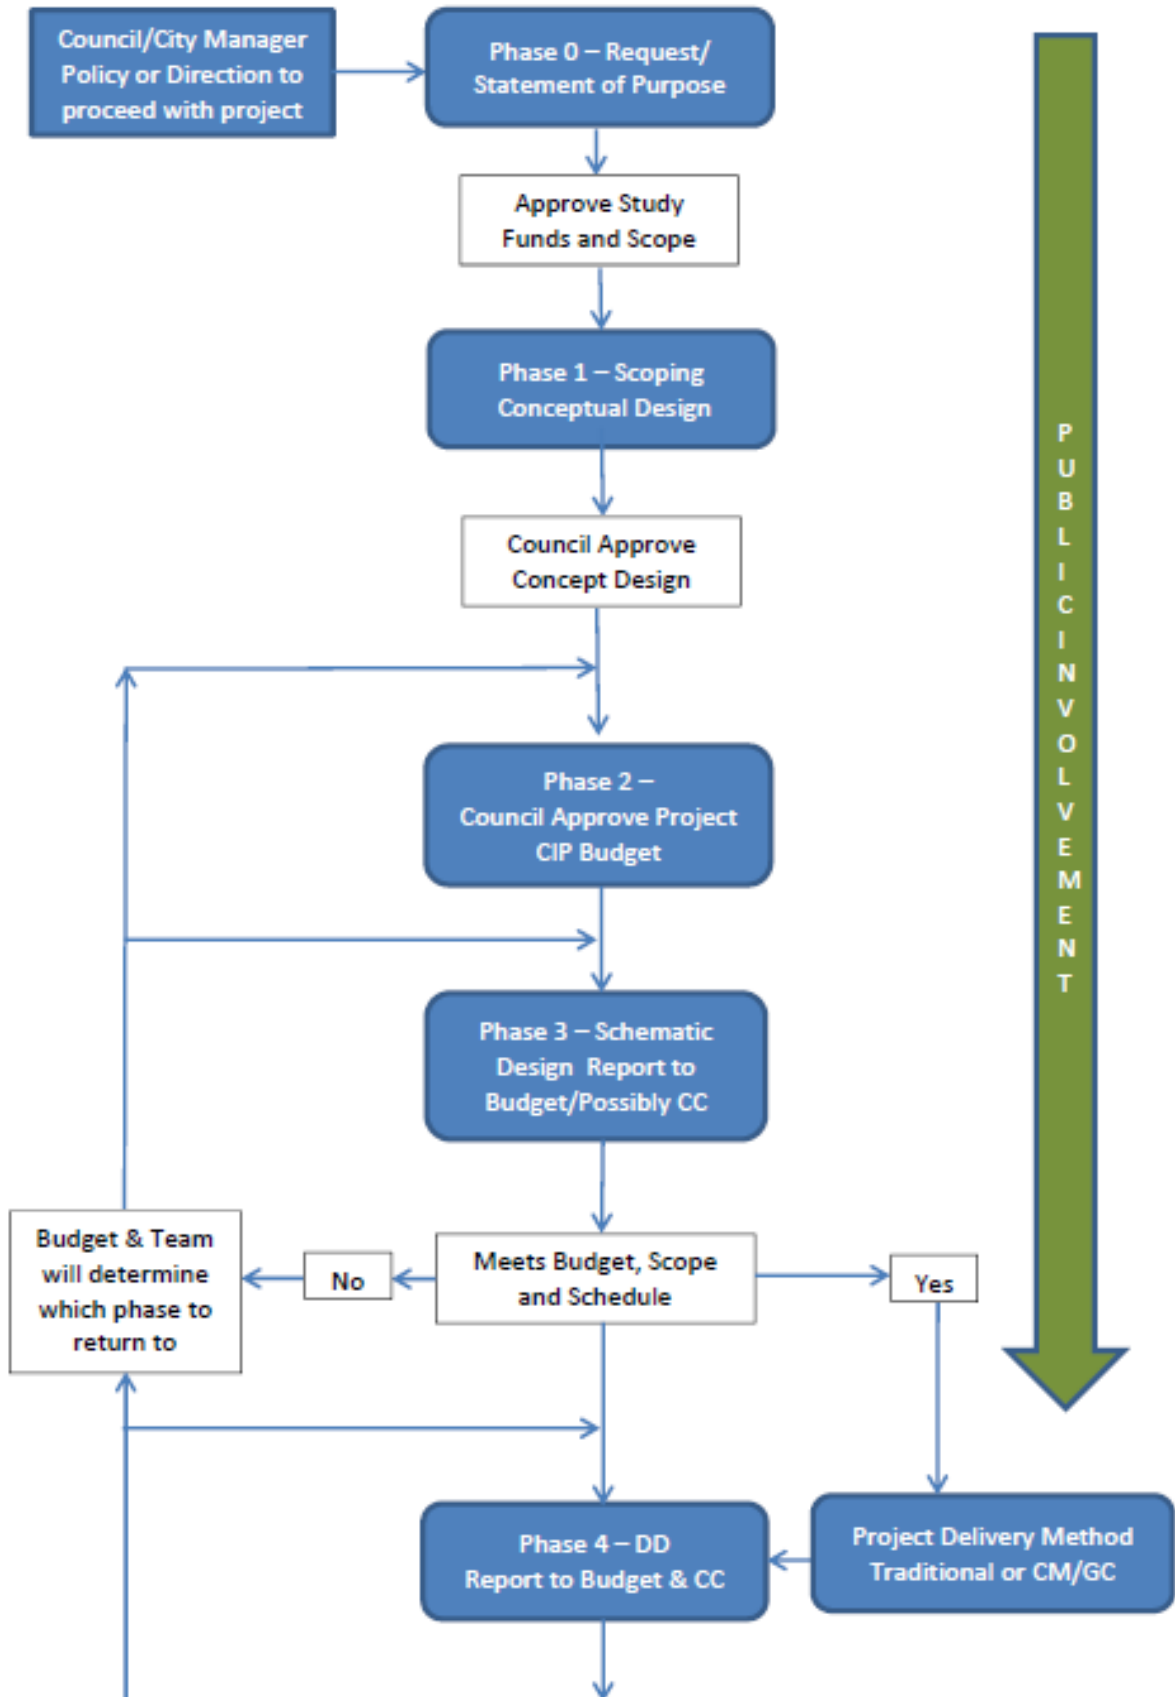 Council/City Manager
Policy or Direction to
proceed with project
Phase 0 – Request/
Statement of Purpose
Approve Study
Funds and Scope
Phase 1 – Scoping
Conceptual Design
Council Approve
Concept Design
Phase 2 –
Council Approve Project
CIP Budget
Phase 3 – Schematic
Design  Report to
Budget/Possibly CC
Meets Budget, Scope
and Schedule
No
Yes
Budget & Team
will determine
which phase to
return to
Phase 4 – DD
Report to Budget & CC
Project Delivery Method
Traditional or CM/GC
P
U
B
L
I
C
I
N
V
O
L
V
E
M
E
N
T